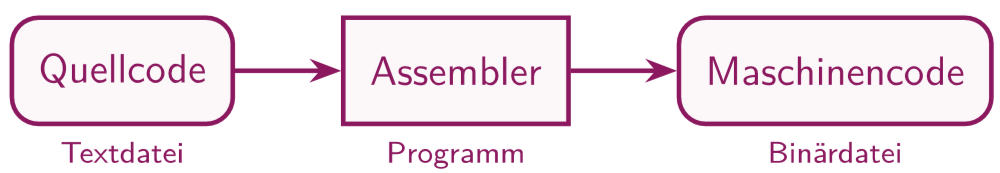 Quellcode
Assembler
Maschinencode
Textdatei
Programm
Binärdatei